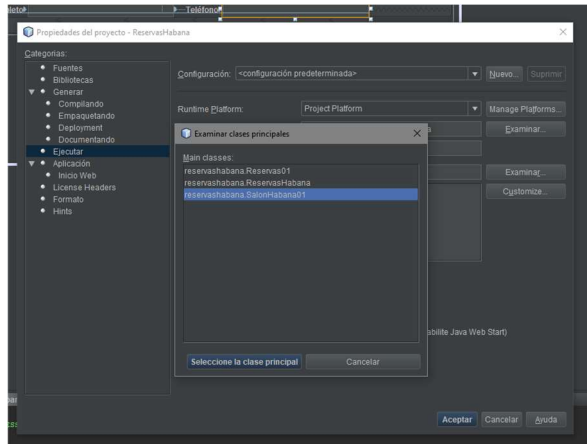 Teléfono
Propiedades del proyecto - ReservasHabana
Categorías:
Fuentes
Bibliotecas
Generar
Compilando
Empaquetando
Deployment
Documentando
Ejecutar
Aplicación
Inicio Web
License Headers
Formato
Hints
Configuración: <configuración predeterminada> Nuevo... Suprimir
Runtime Platform: Project Platform Manage Platforms...
Examinar...
Examinar...
Customize...
Examinar clases principales
Main classes:
reservashabana.Reservas01
reservashabana.ReservasHabana
reservashabana.SalonHabana01
Seleccione la clase principal Cancelar
Java Web Start)
Aceptar Cancelar Ayuda